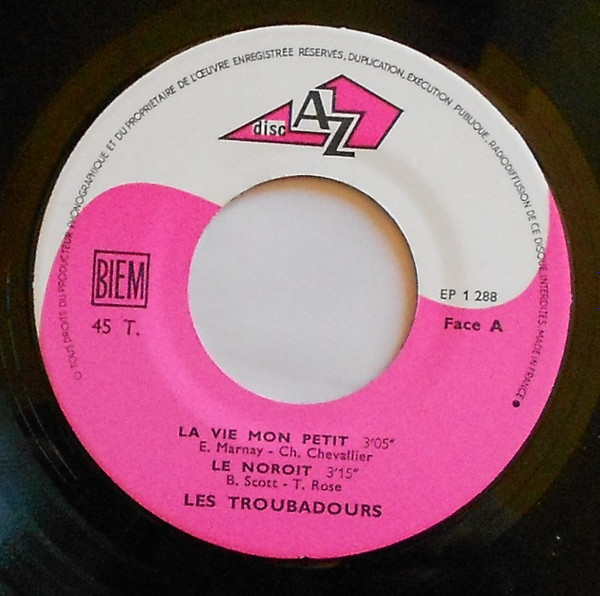 © TOUS DROITS DU PRODUCTEUR PHONOGRAPHIQUE ET DU PROPRIETAIRE DE L'ŒUVRE ENREGISTREE RESERVES, DUPLICATION, EXECUTION PUBLIQUE, RADIODIFFUSION DE CE DISQUE INTERDITES. MADE IN FRANCE
disc AZ
BIEM
45 T.
EP 1 288
Face A
LA VIE MON PETIT 3'05"
E. Marnay - Ch. Chevallier
LE NOROIT 3'15"
B. Scott - T. Rose
LES TROUBADOURS